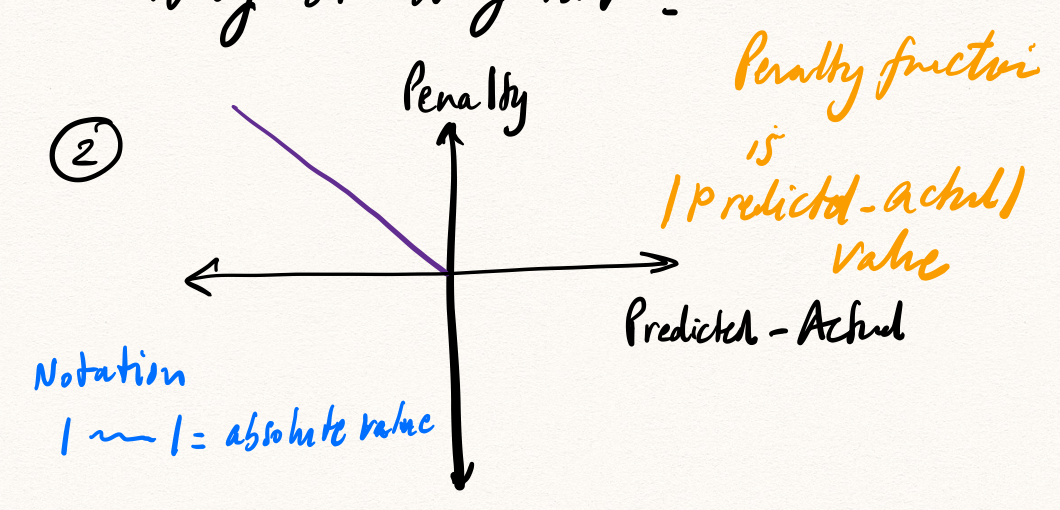 Penalty
②
Penalty function
is
|Predicted - actual|
value
Predicted - Actual
Notation
| ~ | = absolute value